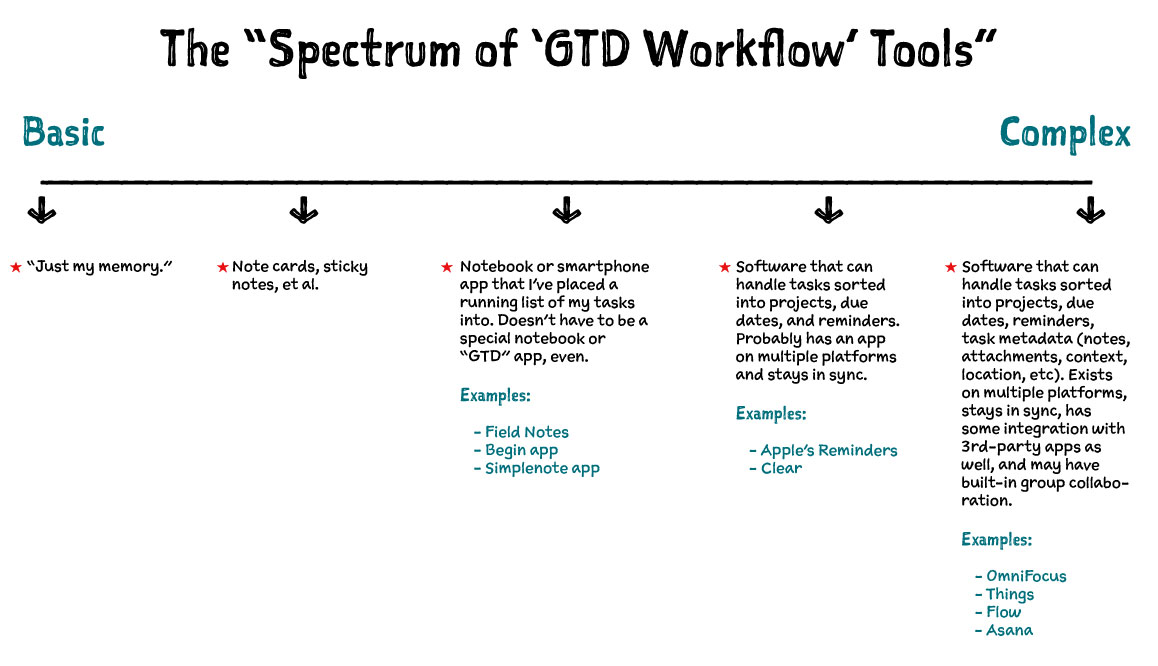 The “Spectrum of ‘GTD Workflow’ Tools”
Basic
Complex
“Just my memory.”
Note cards, sticky
notes, et al.
Notebook or smartphone
app that I’ve placed a
running list of my tasks
into. Doesn’t have to be a
special notebook or
“GTD” app, even.
Examples:
- Field Notes
- Begin app
- Simplenote app
Software that can
handle tasks sorted
into projects, due
dates, and reminders.
Probably has an app
on multiple platforms
and stays in sync.
Examples:
- Apple’s Reminders
- Clear
Software that can
handle tasks sorted
into projects, due
dates, reminders,
task metadata (notes,
attachments, context,
location, etc). Exists
on multiple platforms,
stays in sync, has
some integration with
3rd-party apps as
well, and may have
built-in group collabo-
ration.
Examples:
- OmniFocus
- Things
- Flow
- Asana